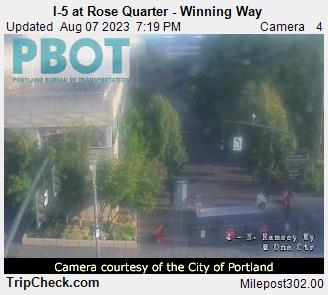 I-5 at Rose Quarter - Winning Way
Updated Aug 07 2023 7:19 PM Camera 4
PBOT
PORTLAND BUREAU OF TRANSPORTATION
4 - N. Ramsey Wy
@ One Ctr
Camera courtesy of the City of Portland
TripCheck.com Milepost302.00